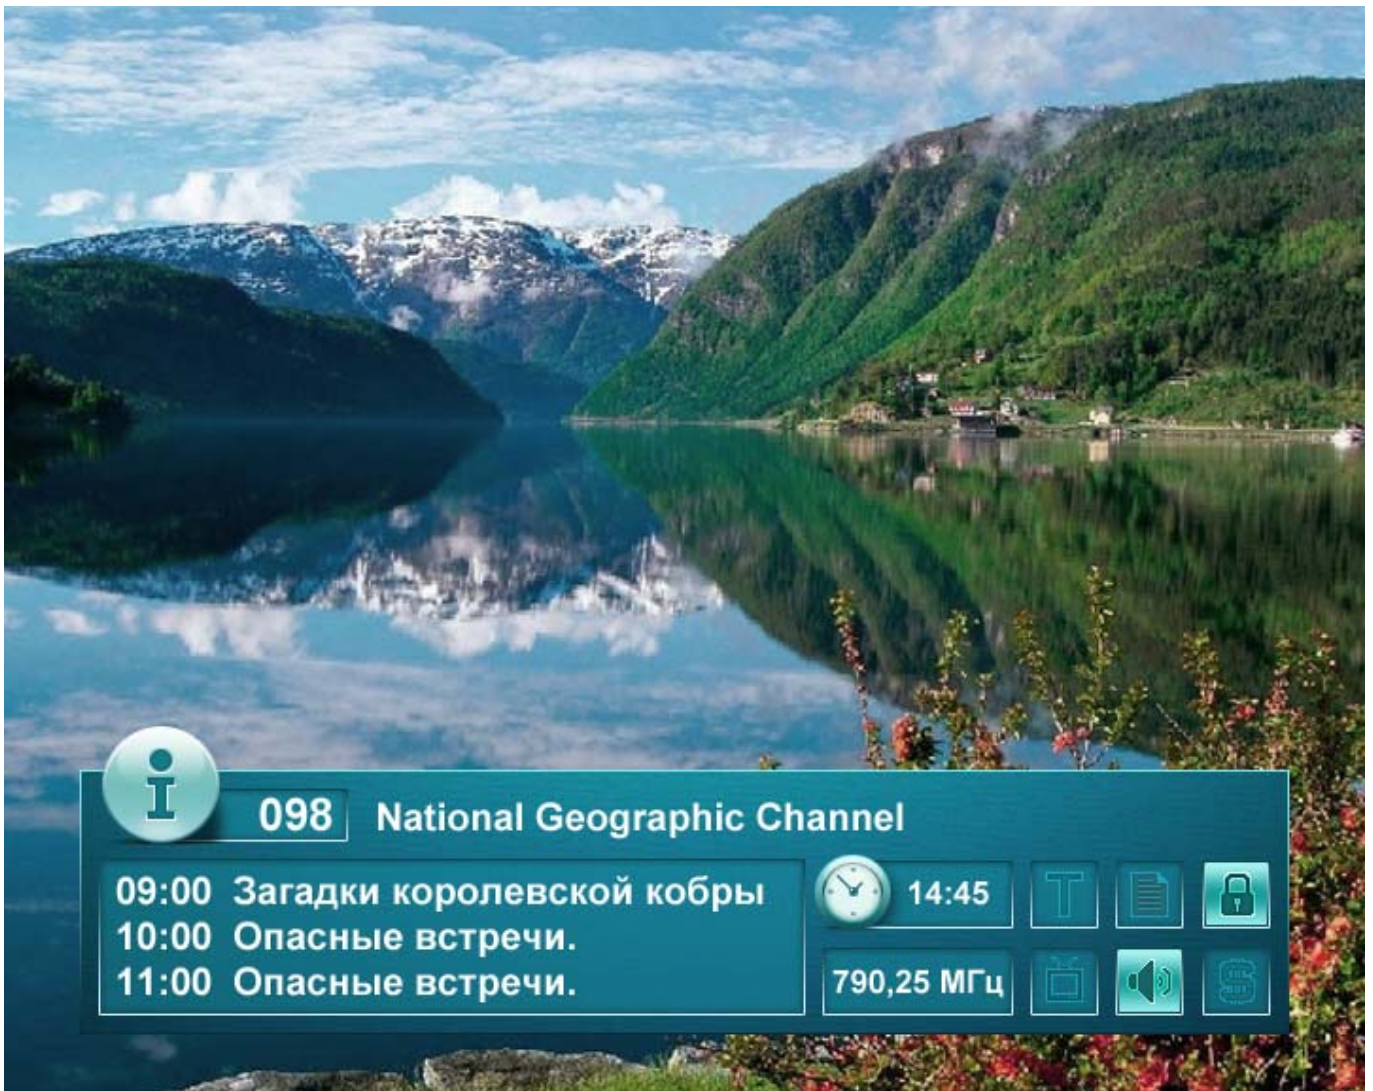 098 National Geographic Channel
09:00 Загадки королевской кобры
10:00 Опасные встречи.
11:00 Опасные встречи.
14:45
T
790,25 МГц